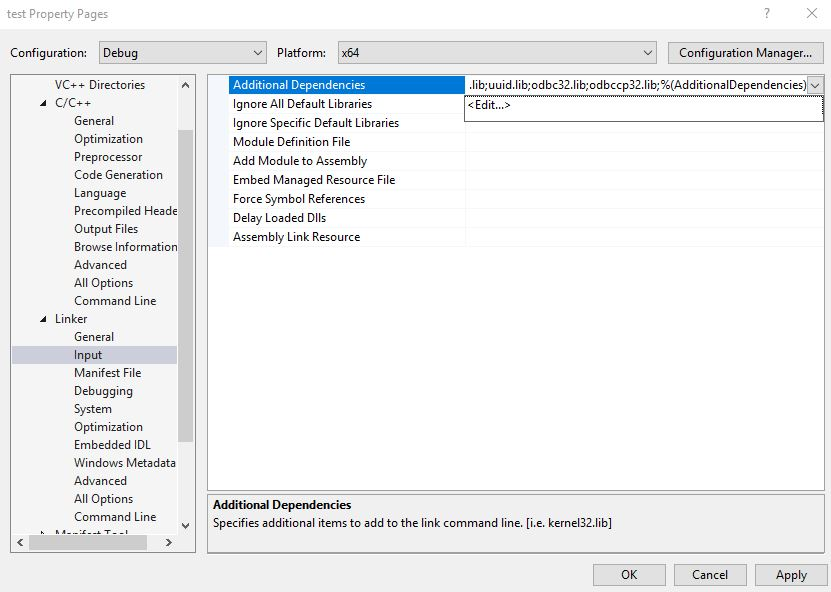 test Property Pages
?
Configuration: Debug Platform: x64 Configuration Manager...
VC++ Directories
C/C++
General
Optimization
Preprocessor
Code Generation
Language
Precompiled Heade
Output Files
Browse Information
Advanced
All Options
Command Line
Linker
General
Input
Manifest File
Debugging
System
Optimization
Embedded IDL
Windows Metadata
Advanced
All Options
Command Line
Manifest Tool
Additional Dependencies .lib;uuid.lib;odbc32.lib;odbccp32.lib;%(AdditionalDependencies)
Ignore All Default Libraries <Edit...>
Ignore Specific Default Libraries
Module Definition File
Add Module to Assembly
Embed Managed Resource File
Force Symbol References
Delay Loaded Dlls
Assembly Link Resource
Additional Dependencies
Specifies additional items to add to the link command line. [i.e. kernel32.lib]
OK Cancel Apply